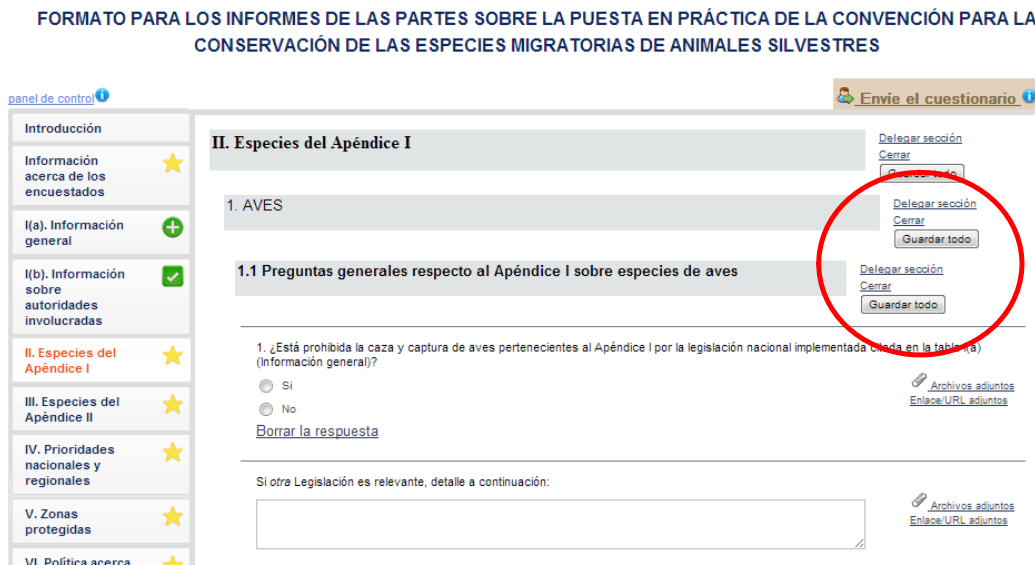 FORMATO PARA LOS INFORMES DE LAS PARTES SOBRE LA PUESTA EN PRÁCTICA DE LA CONVENCIÓN PARA LA
CONSERVACIÓN DE LAS ESPECIES MIGRATORIAS DE ANIMALES SILVESTRES
panel de control
Envíe el cuestionario
Introducción
Información
acerca de los
encuestados
I(a). Información
general
I(b). Información
sobre
autoridades
involucradas
II. Especies del
Apéndice I
III. Especies del
Apéndice II
IV. Prioridades
nacionales y
regionales
V. Zonas
protegidas
VI. Política acerca
II. Especies del Apéndice I
Delegar sección
Cerrar
Guardar todo
1. AVES
Delegar sección
Cerrar
Guardar todo
1.1 Preguntas generales respecto al Apéndice I sobre especies de aves
Delegar sección
Cerrar
Guardar todo
1. ¿Está prohibida la caza y captura de aves pertenecientes al Apéndice I por la legislación nacional implementada citada en la tabla I(a)
(Información general)?
Si
No
Borrar la respuesta
Archivos adjuntos
Enlace/URL adjuntos
Si otra Legislación es relevante, detalle a continuación:
Archivos adjuntos
Enlace/URL adjuntos